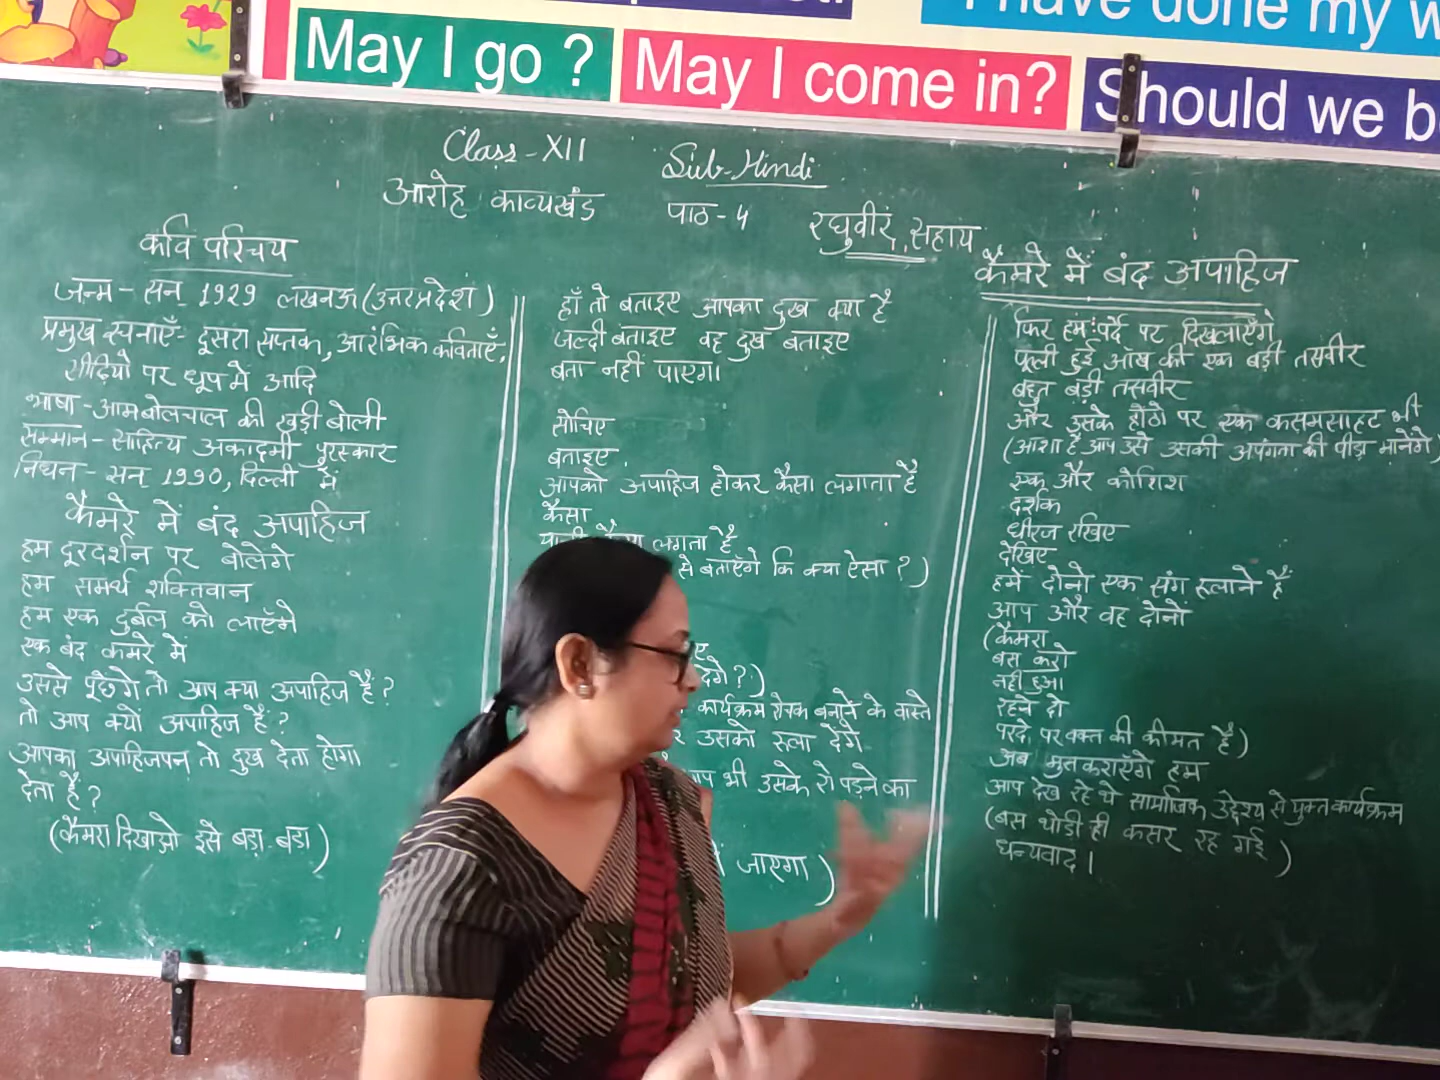 I have done my w
May I go ?
May I come in?
Should we b
Class-XII
Sub-Hindi
आरोह काव्यखंड
पाठ-4
रघुवीर सहाय
कवि परिचय
जन्म - सन् 1929 लखनऊ (उत्तरप्रदेश)
प्रमुख रचनाएँ- दूसरा सप्तक, आरंभिक कविताएँ,
सीढ़ियों पर धूप में आदि
भाषा - आमबोलचाल की खड़ी बोली
सम्मान - साहित्य अकादमी पुरस्कार
निधन - सन् 1990, दिल्ली में
कैमरे में बंद अपाहिज
हम दूरदर्शन पर बोलेंगे
हम समर्थ शक्तिवान
हम एक दुर्बल को लाएँगे
एक बंद कमरे में
उससे पूछेंगे तो आप क्या अपाहिज हैं ?
तो आप क्यों अपाहिज हैं ?
आपका अपाहिजपन तो दुख देता होगा
देता है ?
(कैमरा दिखाओ इसे बड़ा बड़ा)
हाँ तो बताइए आपका दुख क्या है
जल्दी बताइए वह दुख बताइए
बता नहीं पाएगा
सोचिए
बताइए
आपको अपाहिज होकर कैसा लगाता है
कैसा
लगता है
से बताएँगे कि क्या ऐसा ? )
देंगे ? )
कार्यक्रम रोचक बनाने के वास्ते
उसको रुला देंगे
भी उसके रो पड़ने का
जाएगा )
कैमरे में बंद अपाहिज
फिर हम पर्दे पर दिखलाएँगे
फूली हुई आँख की एक बड़ी तसवीर
बहुत बड़ी तसवीर
और उसके होंठो पर एक कसमसाहट भी
(आशा है आप उसे उसकी अपंगता की पीड़ा मानेंगे)
एक और कोशिश
दर्शक
धीरज रखिए
देखिए
हमें दोनो एक संग रूलाने हैं
आप और वह दोनो
(कैमरा
बस करो
नहीं हुआ
रहने दो
परदे पर वक्त की कीमत है)
अब मुसकराएँगे हम
आप देख रहे थे सामाजिक उद्देश्य से युक्त कार्यक्रम
(बस थोड़ी ही कसर रह गई )
धन्यवाद ।